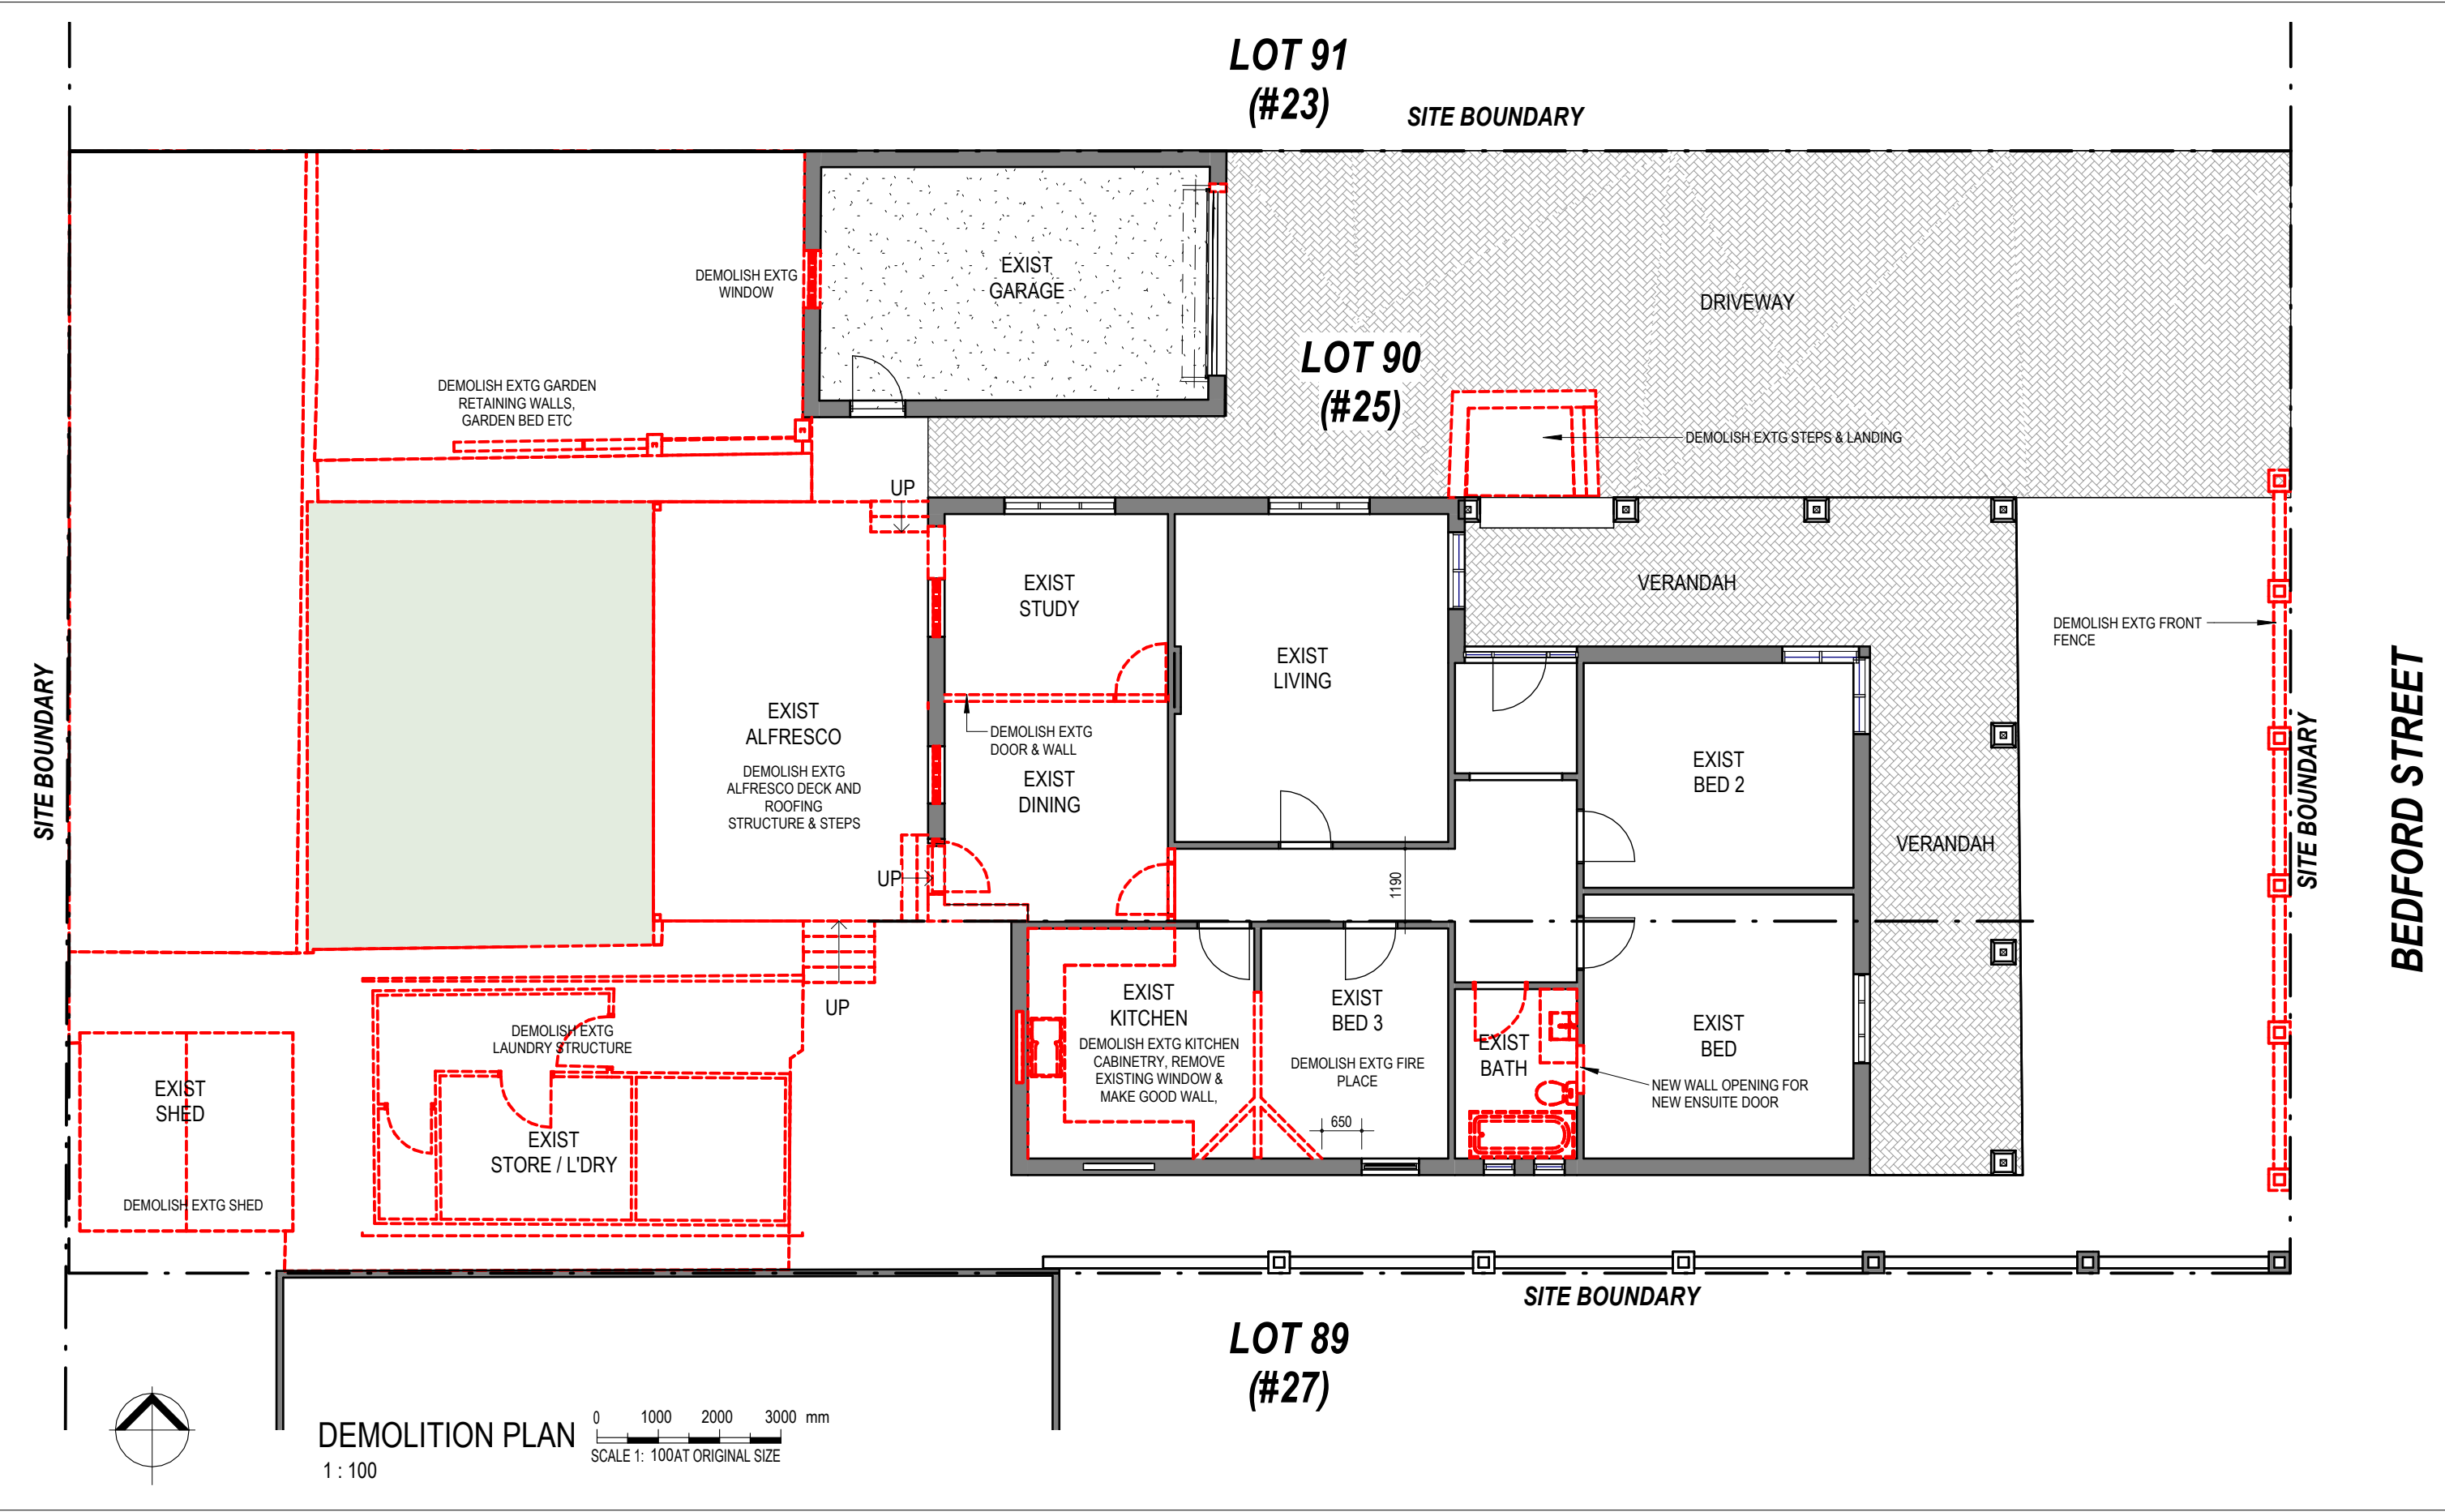 LOT 91
(#23)
SITE BOUNDARY
DEMOLISH EXTG
WINDOW
EXIST
GARAGE
DRIVEWAY
LOT 90
(#25)
DEMOLISH EXTG GARDEN
RETAINING WALLS,
GARDEN BED ETC
DEMOLISH EXTG STEPS & LANDING
UP
EXIST
STUDY
VERANDAH
EXIST
LIVING
DEMOLISH EXTG FRONT
FENCE
SITE BOUNDARY
EXIST
ALFRESCO
DEMOLISH EXTG
ALFRESCO DECK AND
ROOFING
STRUCTURE & STEPS
DEMOLISH EXTG
DOOR & WALL
EXIST
DINING
EXIST
BED 2
VERANDAH
SITE BOUNDARY
BEDFORD STREET
UP
1190
UP
EXIST
KITCHEN
DEMOLISH EXTG KITCHEN
CABINETRY, REMOVE
EXISTING WINDOW &
MAKE GOOD WALL,
EXIST
BED 3
DEMOLISH EXTG FIRE
PLACE
650
EXIST
BATH
EXIST
BED
NEW WALL OPENING FOR
NEW ENSUITE DOOR
DEMOLISH EXTG
LAUNDRY STRUCTURE
EXIST
SHED
DEMOLISH EXTG SHED
EXIST
STORE / L'DRY
SITE BOUNDARY
LOT 89
(#27)
DEMOLITION PLAN
1 : 100
0 1000 2000 3000 mm
SCALE 1: 100AT ORIGINAL SIZE